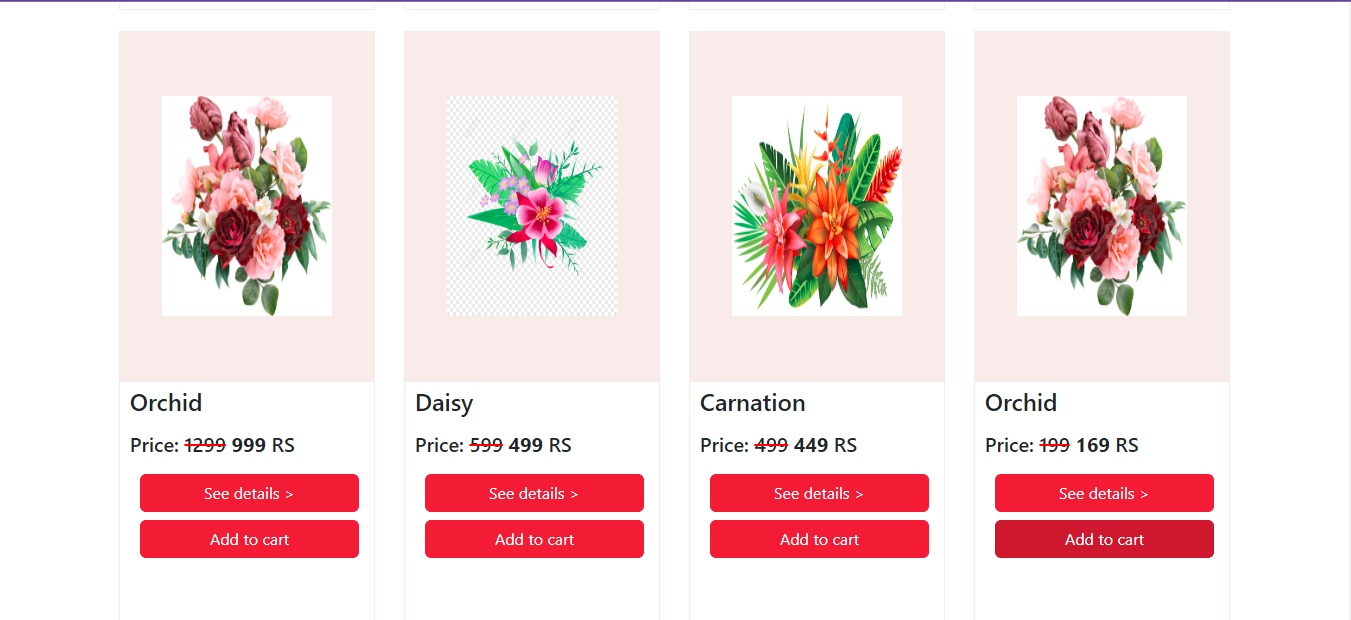 Orchid
Price: 1299 999 RS
See details >
Add to cart
Daisy
Price: 599 499 RS
See details >
Add to cart
Carnation
Price: 499 449 RS
See details >
Add to cart
Orchid
Price: 199 169 RS
See details >
Add to cart